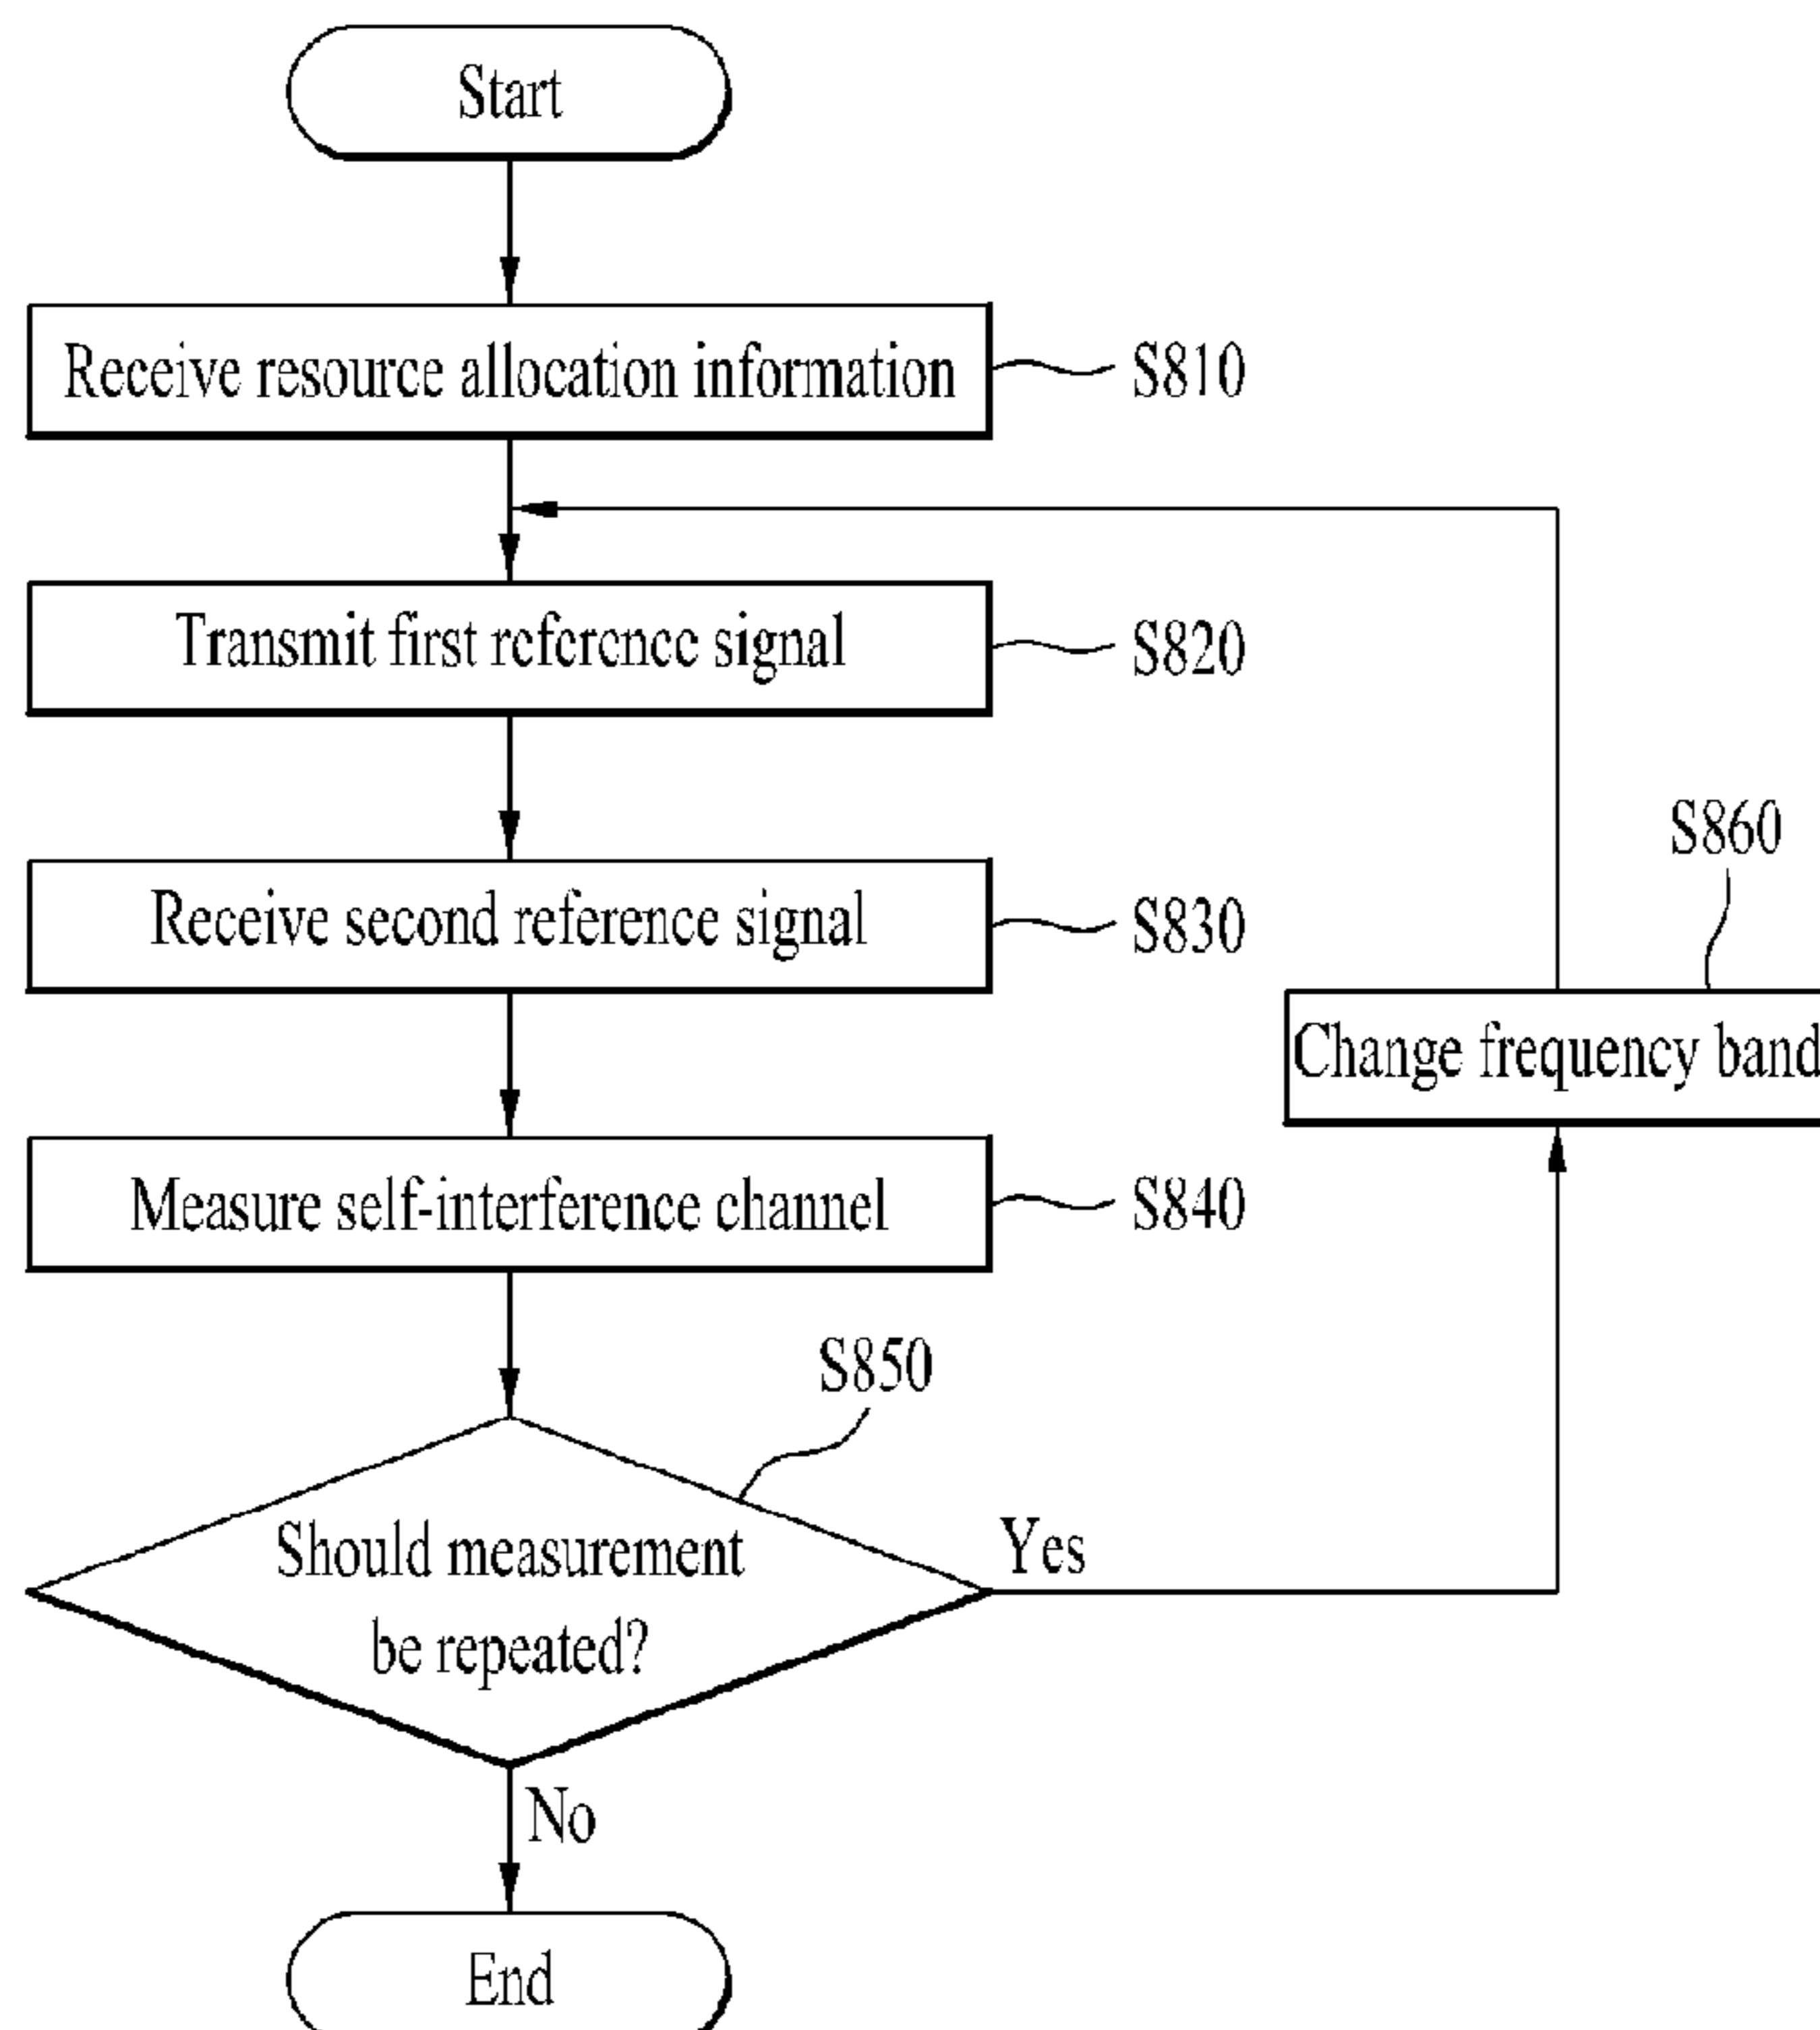 Start
Receive resource allocation information
S810
Transmit first reference signal
S820
Receive second reference signal
S830
S860
Change frequency band
Measure self-interference channel
S840
S850
Should measurement
be repeated?
Yes
No
End